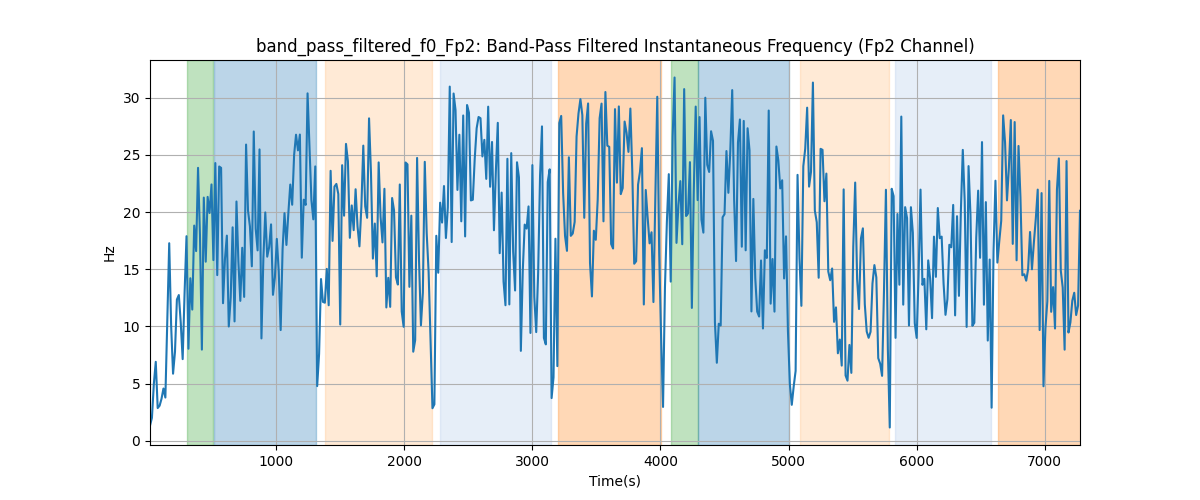 band_pass_filtered_f0_Fp2: Band-Pass Filtered Instantaneous Frequency (Fp2 Channel)
30
25
20
15
10
5
0
Hz
1000 2000 3000 4000 5000 6000 7000
Time(s)